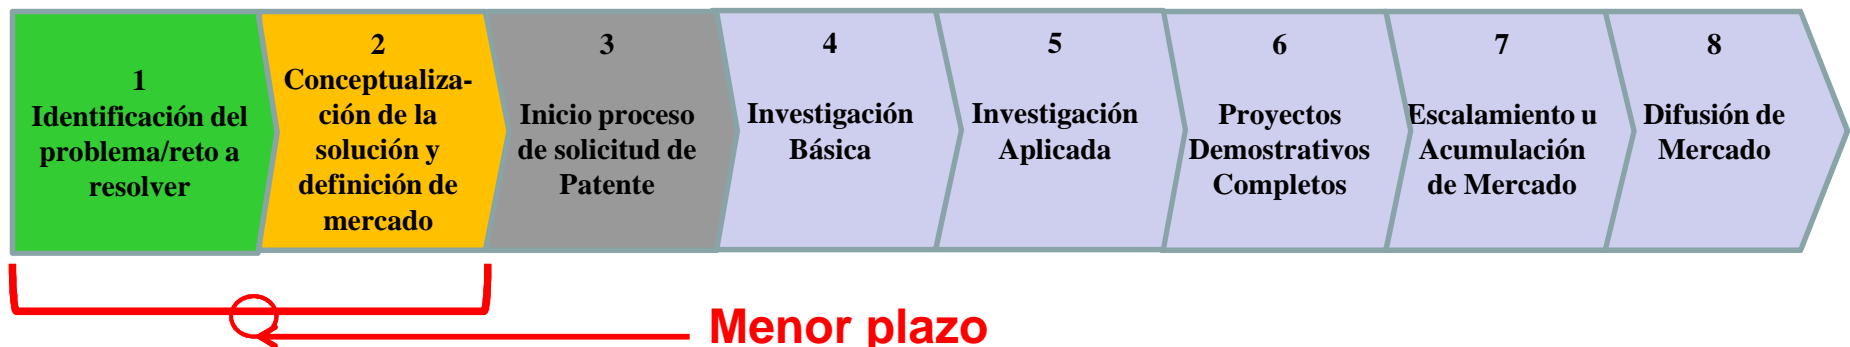 1
Identificación del
problema/reto a
resolver
2
Conceptualiza-
ción de la
solución y
definición de
mercado
3
Inicio proceso
de solicitud de
Patente
4
Investigación
Básica
5
Investigación
Aplicada
6
Proyectos
Demostrativos
Completos
7
Escalamiento u
Acumulación
de Mercado
8
Difusión de
Mercado
Menor plazo